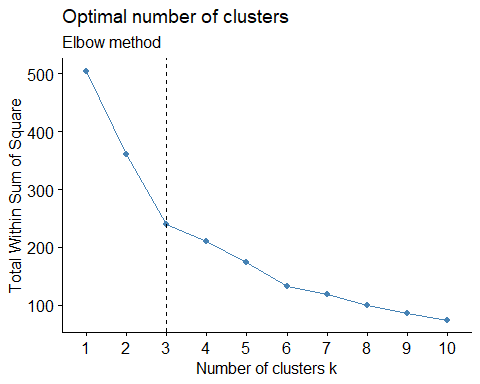 Optimal number of clusters
Elbow method
Total Within Sum of Square
500
400
300
200
100
1 2 3 4 5 6 7 8 9 10
Number of clusters k